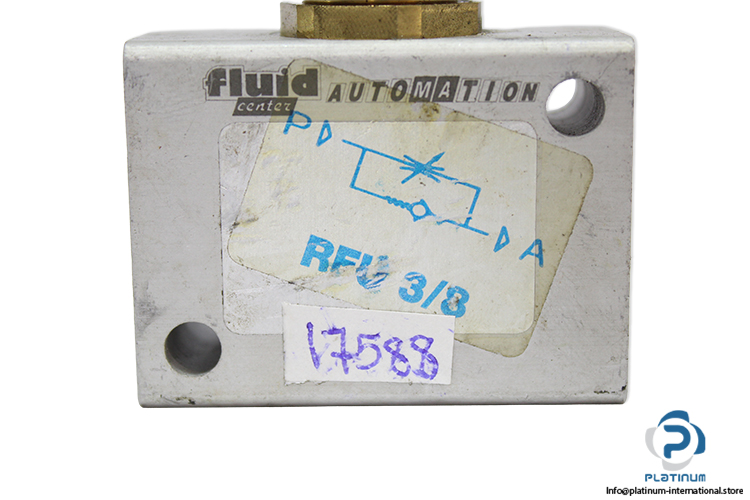 fluid AUTOMATION
center
P
A
RFU 3/8
17588
PLATINUM
Info@platinum-international.store